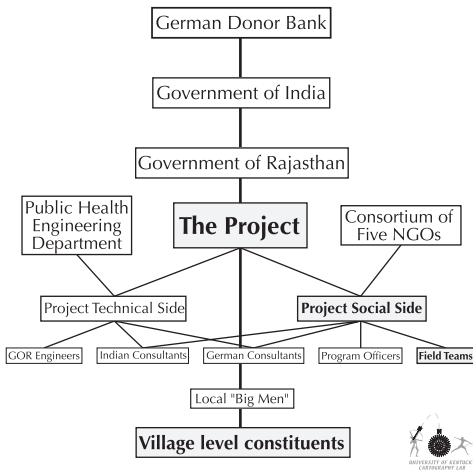 German Donor Bank
Government of India
Government of Rajasthan
Public Health
Engineering
Department
The Project
Consortium of
Five NGOs
Project Technical Side
Project Social Side
GOR Engineers
Indian Consultants
German Consultants
Program Officers
Field Teams
Local "Big Men"
Village level constituents
UNIVERSITY OF KENTUCKY
CARTOGRAPHY LAB